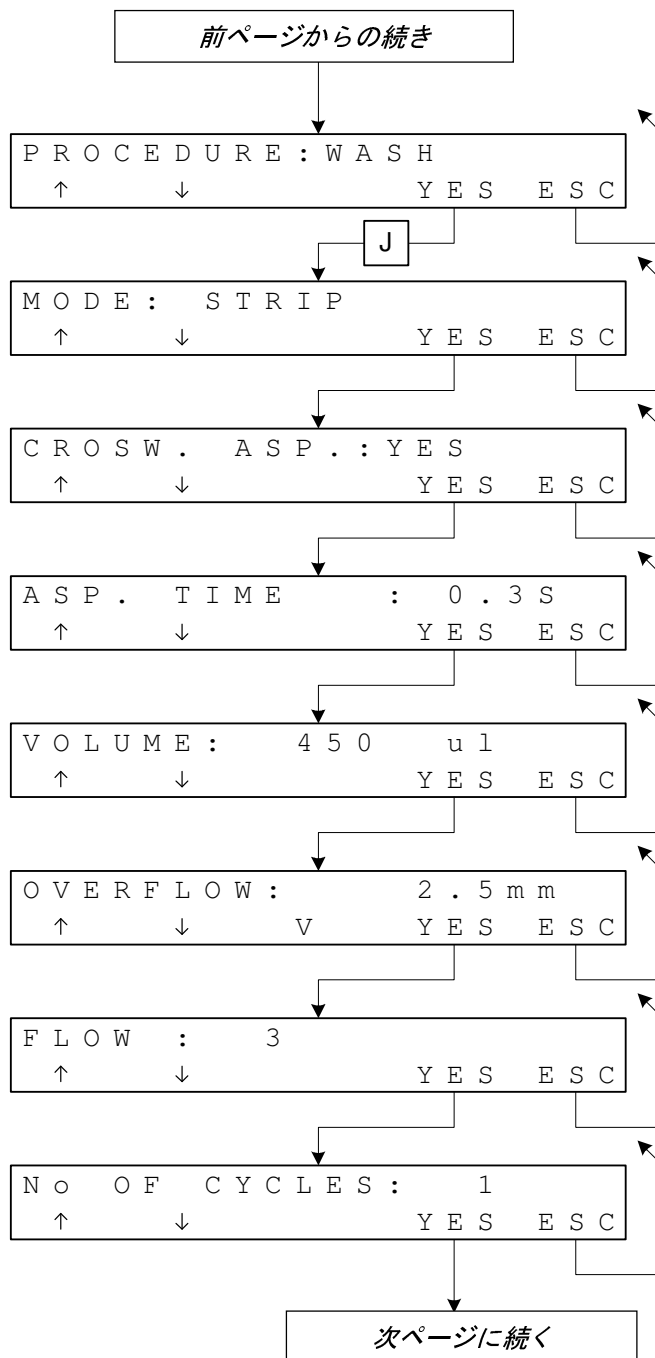 前ページからの続き
PROCEDURE:WASH
↑ ↓ YES ESC
J
MODE: STRIP
↑ ↓ YES ESC
CROSW. ASP.:YES
↑ ↓ YES ESC
ASP. TIME : 0.3S
↑ ↓ YES ESC
VOLUME: 450 ul
↑ ↓ YES ESC
OVERFLOW: 2.5mm
↑ ↓ V YES ESC
FLOW : 3
↑ ↓ YES ESC
No OF CYCLES: 1
↑ ↓ YES ESC
次ページに続く